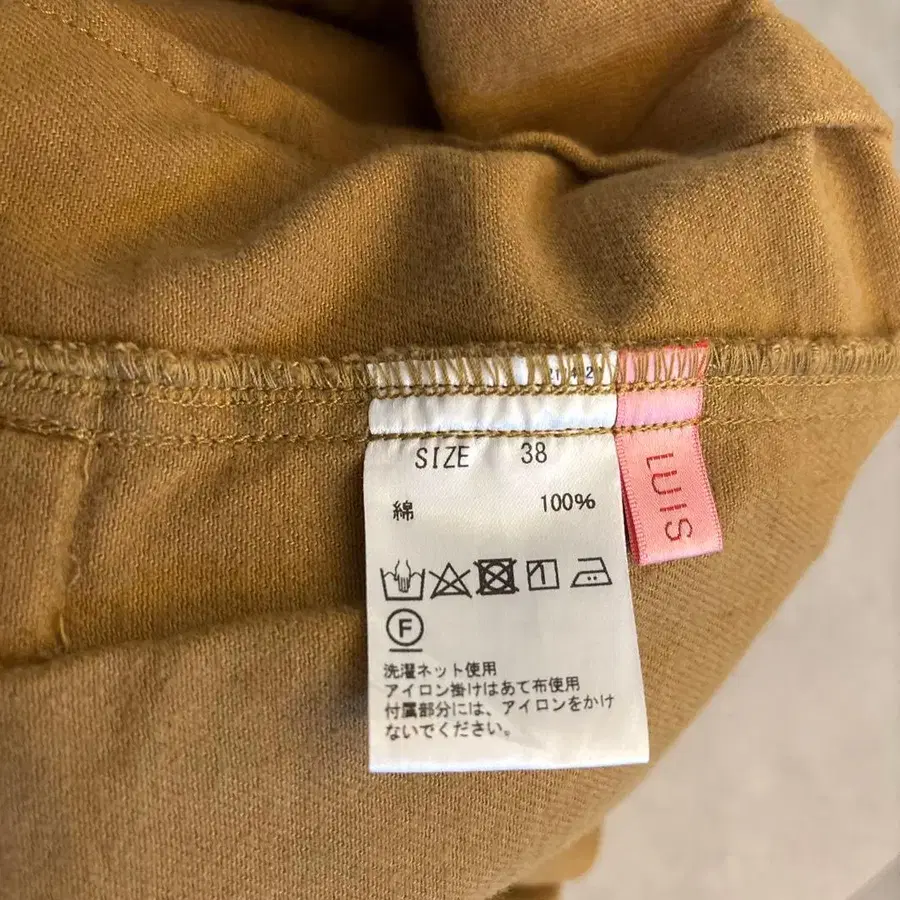 SIZE 38
綿 100%
F
洗濯ネット使用
アイロン掛けはあて布使用
付属部分には、アイロンをかけ
ないでください。